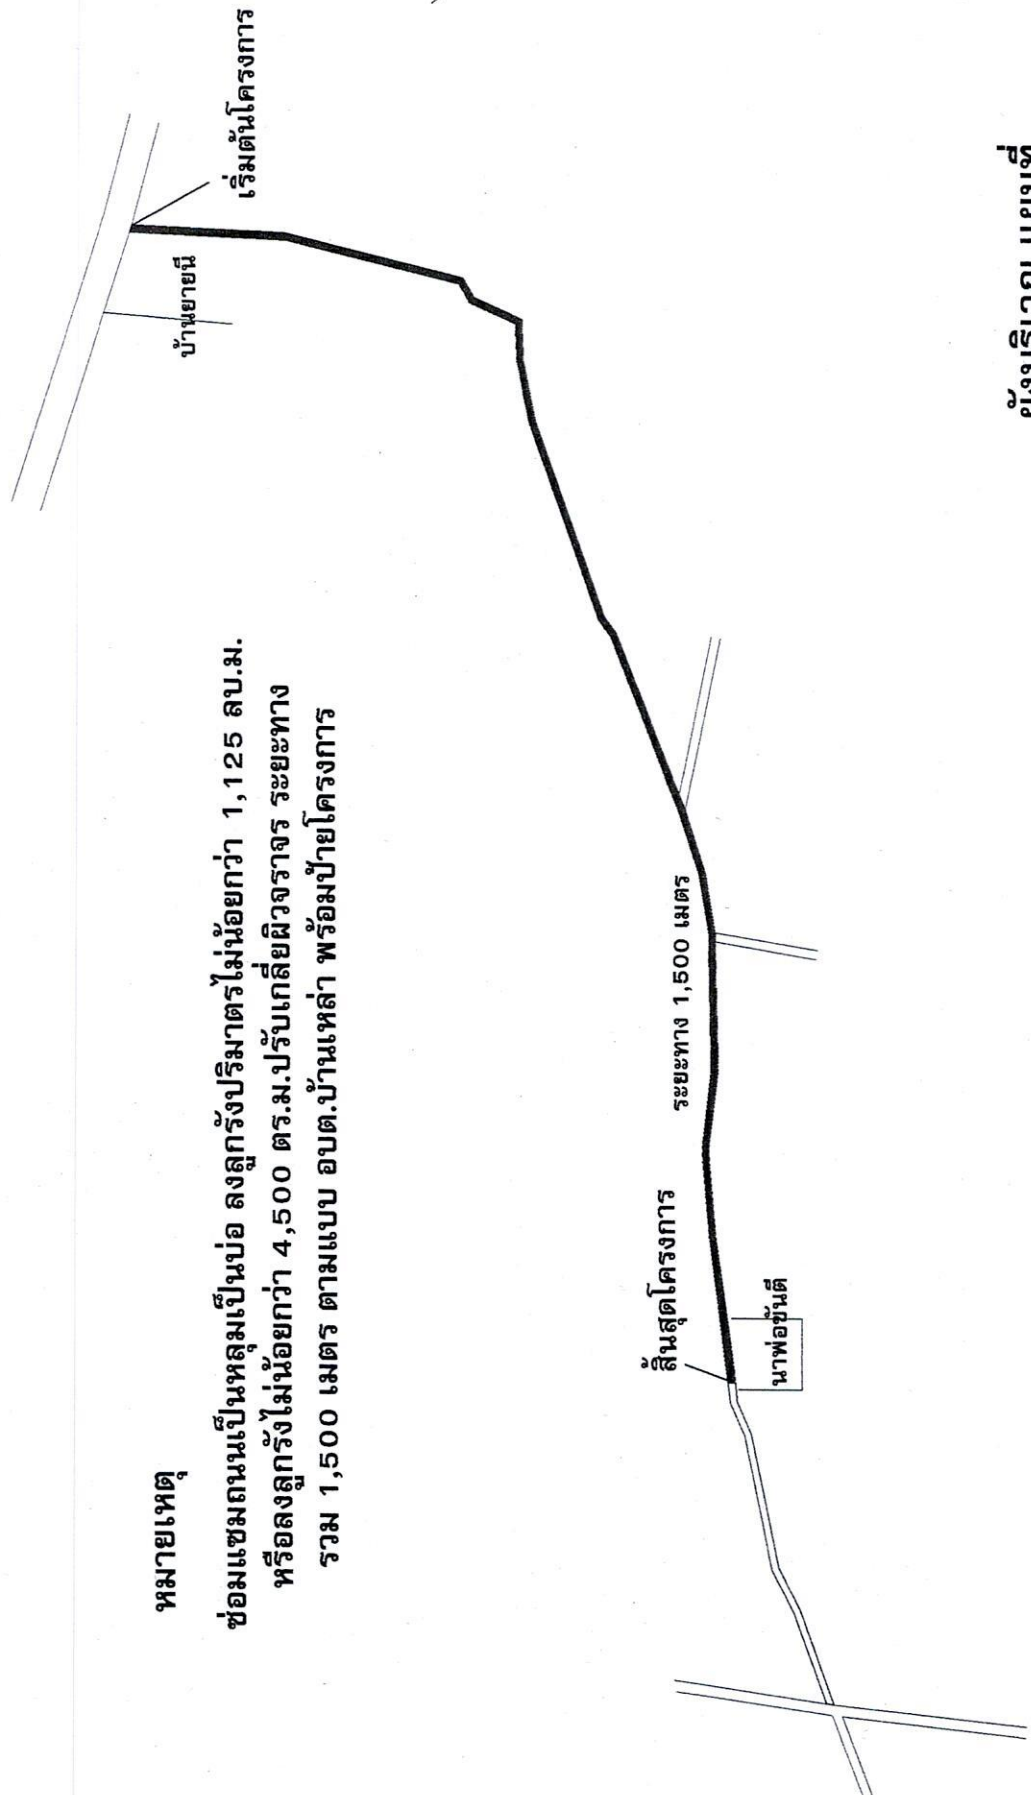 หมายเหตุ
ซ่อมแซมถนนเป็นหลุมเป็นบ่อ ลงลูกรังปริมาตรไม่น้อยกว่า 1,125 ลบ.ม.
หรือลงลูกรังไม่น้อยกว่า 4,500 ตร.ม.ปรับเกลี่ยผิวจราจร ระยะทาง
รวม 1,500 เมตร ตามแบบ อบต.บ้านเหล่า พร้อมป้ายโครงการ
บ้านยายนี
เริ่มต้นโครงการ
สิ้นสุดโครงการ
ระยะทาง 1,500 เมตร
นาพ่อขันตี